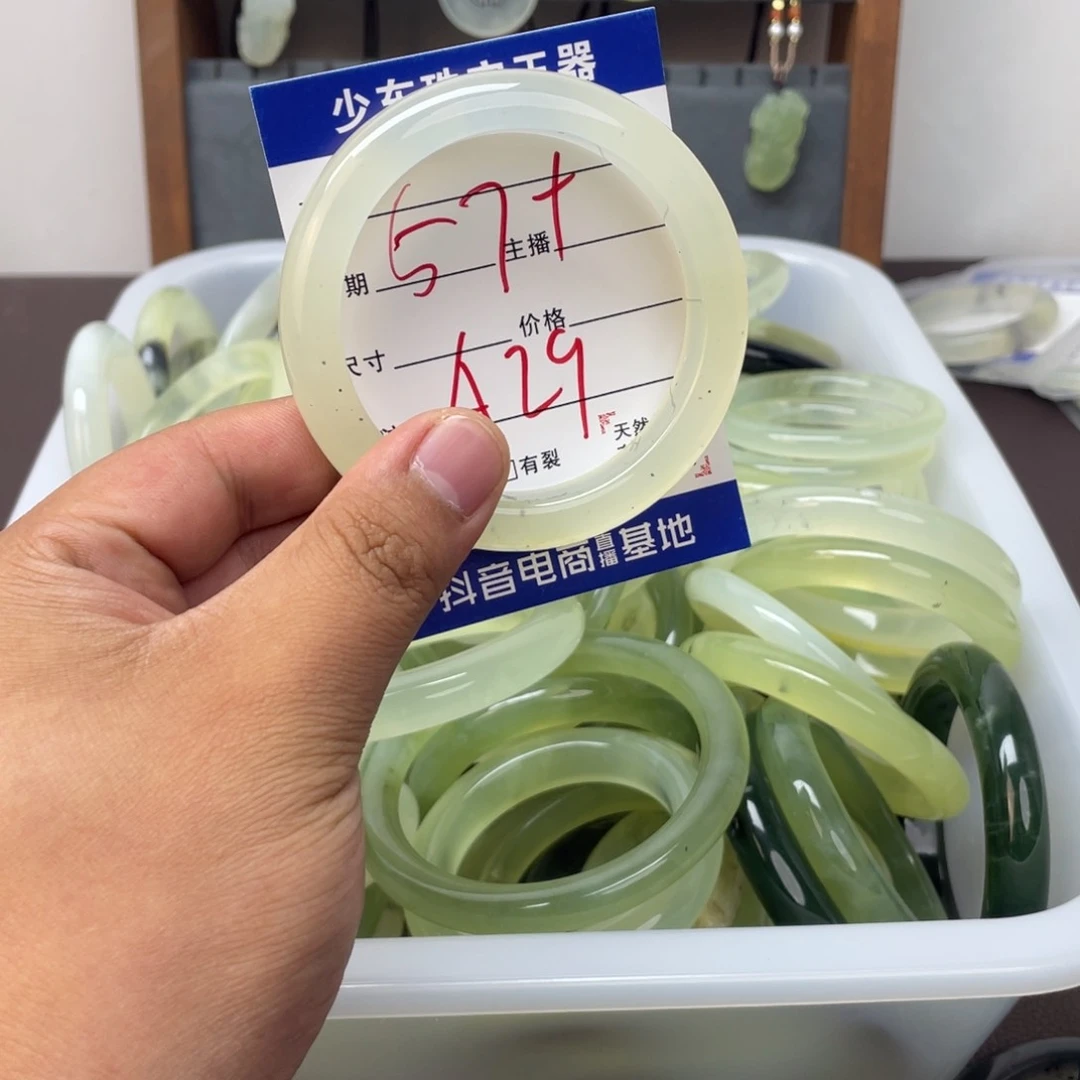 少东珠宝玉器
57+
主播
期
价格
尺寸
A29
天然
有裂
抖音电商直播基地